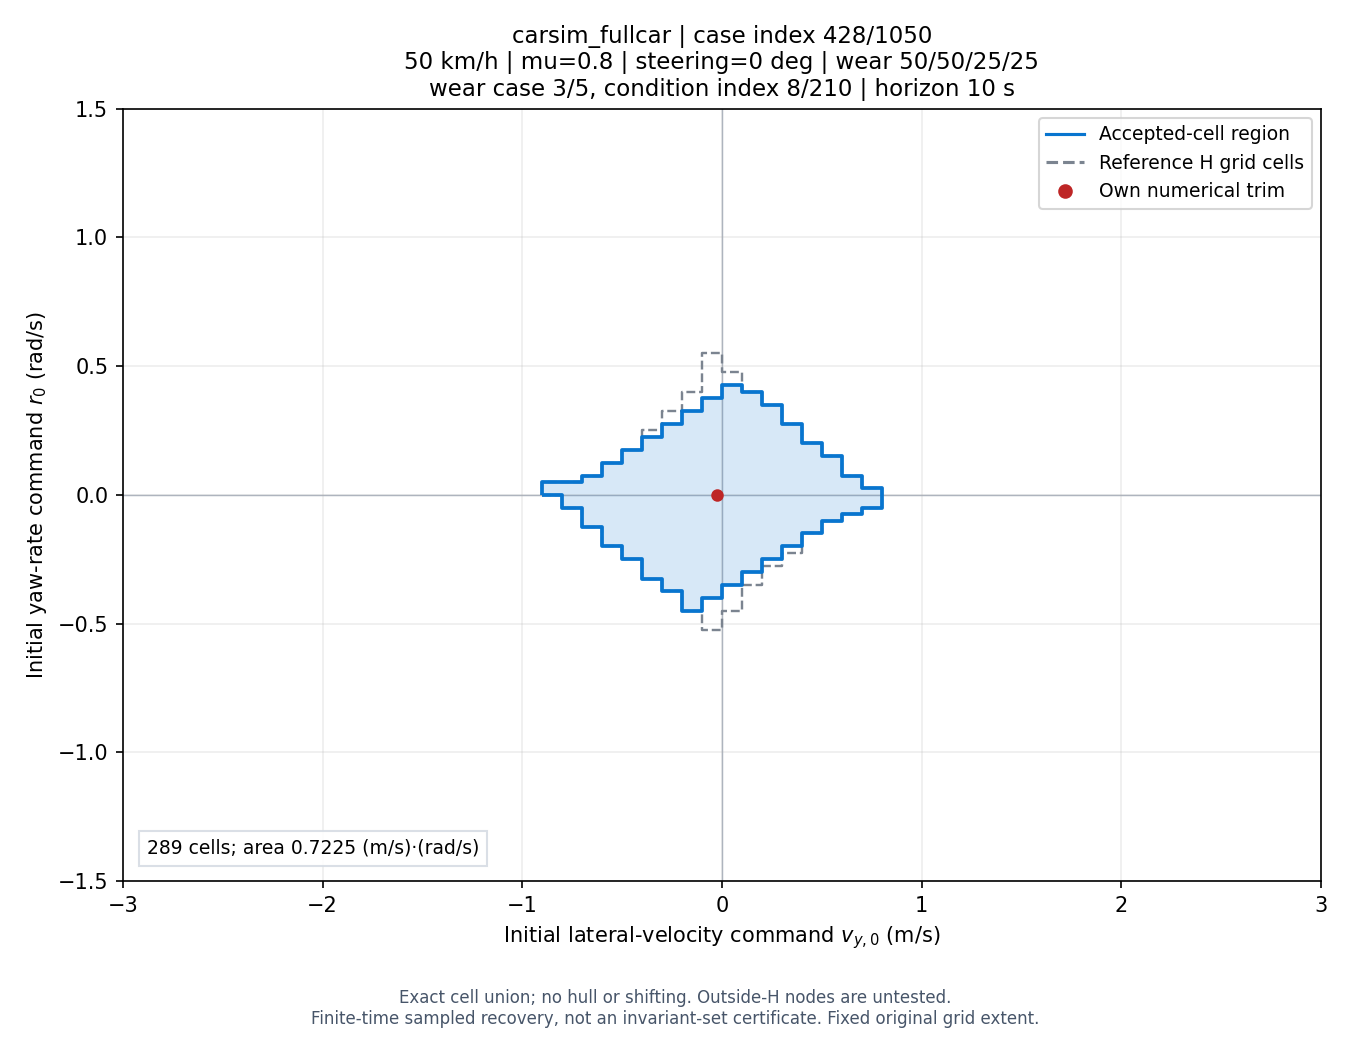 carsim_fullcar | case index 428/1050
50 km/h | mu=0.8 | steering=0 deg | wear 50/50/25/25
wear case 3/5, condition index 8/210 | horizon 10 s
Accepted-cell region
Reference H grid cells
Own numerical trim
1.5
1.0
0.5
0.0
−0.5
−1.0
−1.5
Initial yaw-rate command r0 (rad/s)
289 cells; area 0.7225 (m/s)·(rad/s)
−3
−2
−1
0
1
2
3
Initial lateral-velocity command vy,0 (m/s)
Exact cell union; no hull or shifting. Outside-H nodes are untested.
Finite-time sampled recovery, not an invariant-set certificate. Fixed original grid extent.